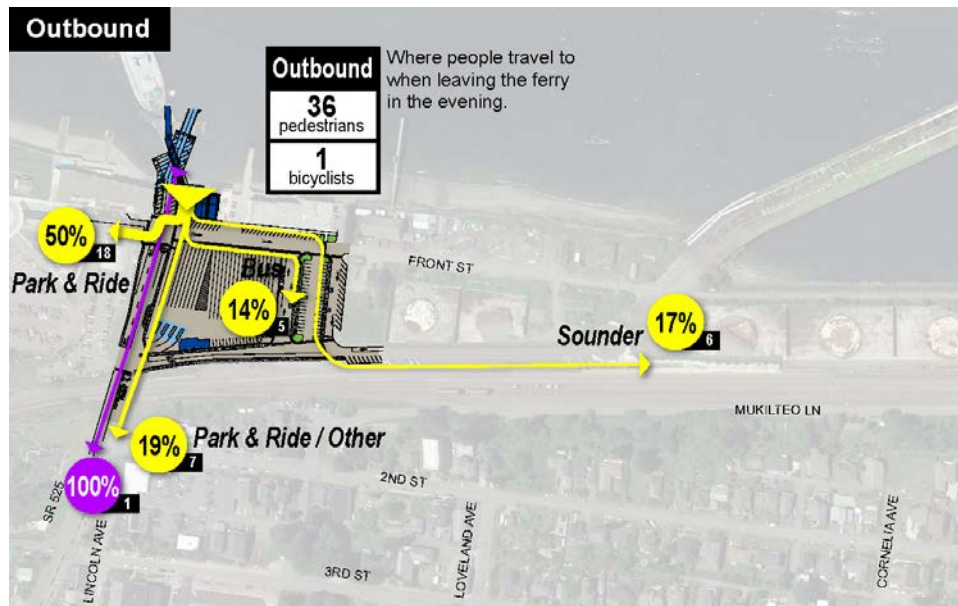 Outbound
Outbound
36
pedestrians
1
bicyclists
Where people travel to
when leaving the ferry
in the evening.
50%
18
Park & Ride
FRONT ST
Bus
14%
5
Sounder
17%
6
MUKILTEO LN
19%
7
Park & Ride / Other
100%
1
SR 525
LINCOLN AVE
2ND ST
3RD ST
LOVELAND AVE
CORNELIA AVE